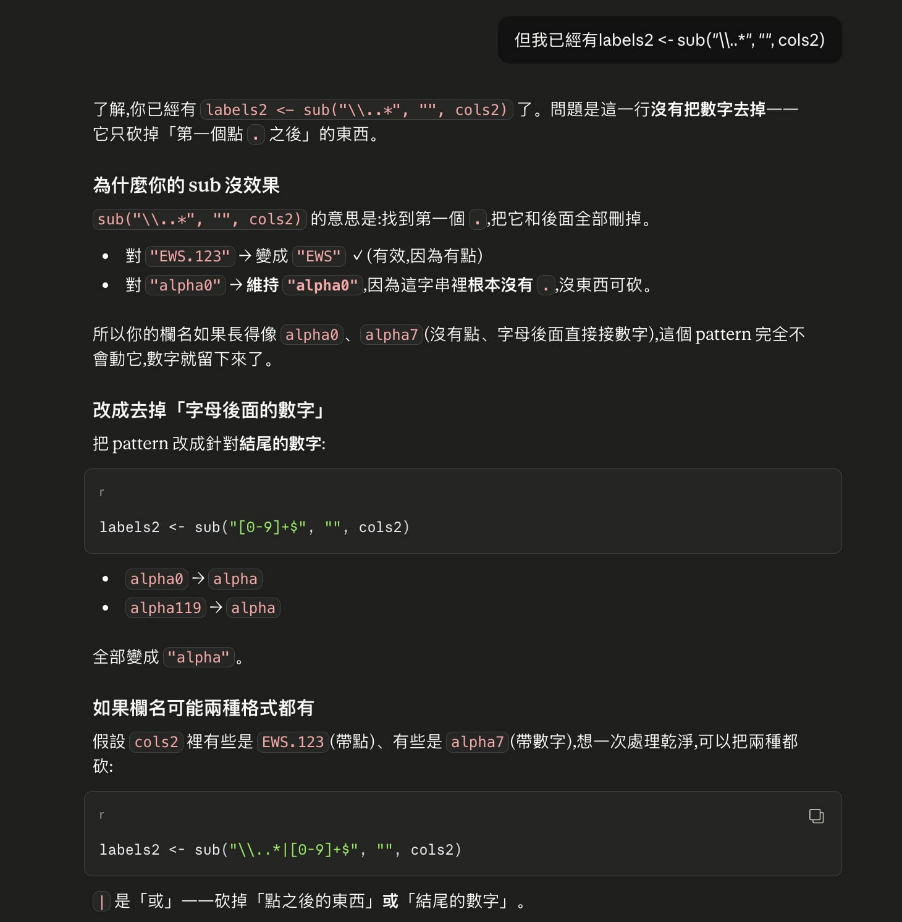 但我已經有labels2 <- sub("\\..*", "", cols2)
了解,你已經有 labels2 <- sub("\\..*", "", cols2) 了。問題是這一行沒有把數字去掉——
它只砍掉「第一個點 . 之後」的東西。
為什麼你的 sub 沒效果
sub("\\..*", "", cols2) 的意思是:找到第一個 . ,把它和後面全部刪掉。
• 對 "EWS.123" → 變成 "EWS" ✓ (有效,因為有點)
• 對 "alpha0" → 維持 "alpha0" ,因為這字串裡根本沒有 . ,沒東西可砍。
所以你的欄名如果長得像 alpha0 、 alpha7 (沒有點、字母後面直接接數字),這個 pattern 完全不
會動它,數字就留下來了。
改成去掉「字母後面的數字」
把 pattern 改成針對結尾的數字:
r
labels2 <- sub("[0-9]+$", "", cols2)
• alpha0 → alpha
• alpha119 → alpha
全部變成 "alpha" 。
如果欄名可能兩種格式都有
假設 cols2 裡有些是 EWS.123 (帶點)、有些是 alpha7 (帶數字),想一次處理乾淨,可以把兩種都
砍:
r
labels2 <- sub("\\..*|[0-9]+$", "", cols2)
| 是「或」——砍掉「點之後的東西」或「結尾的數字」。